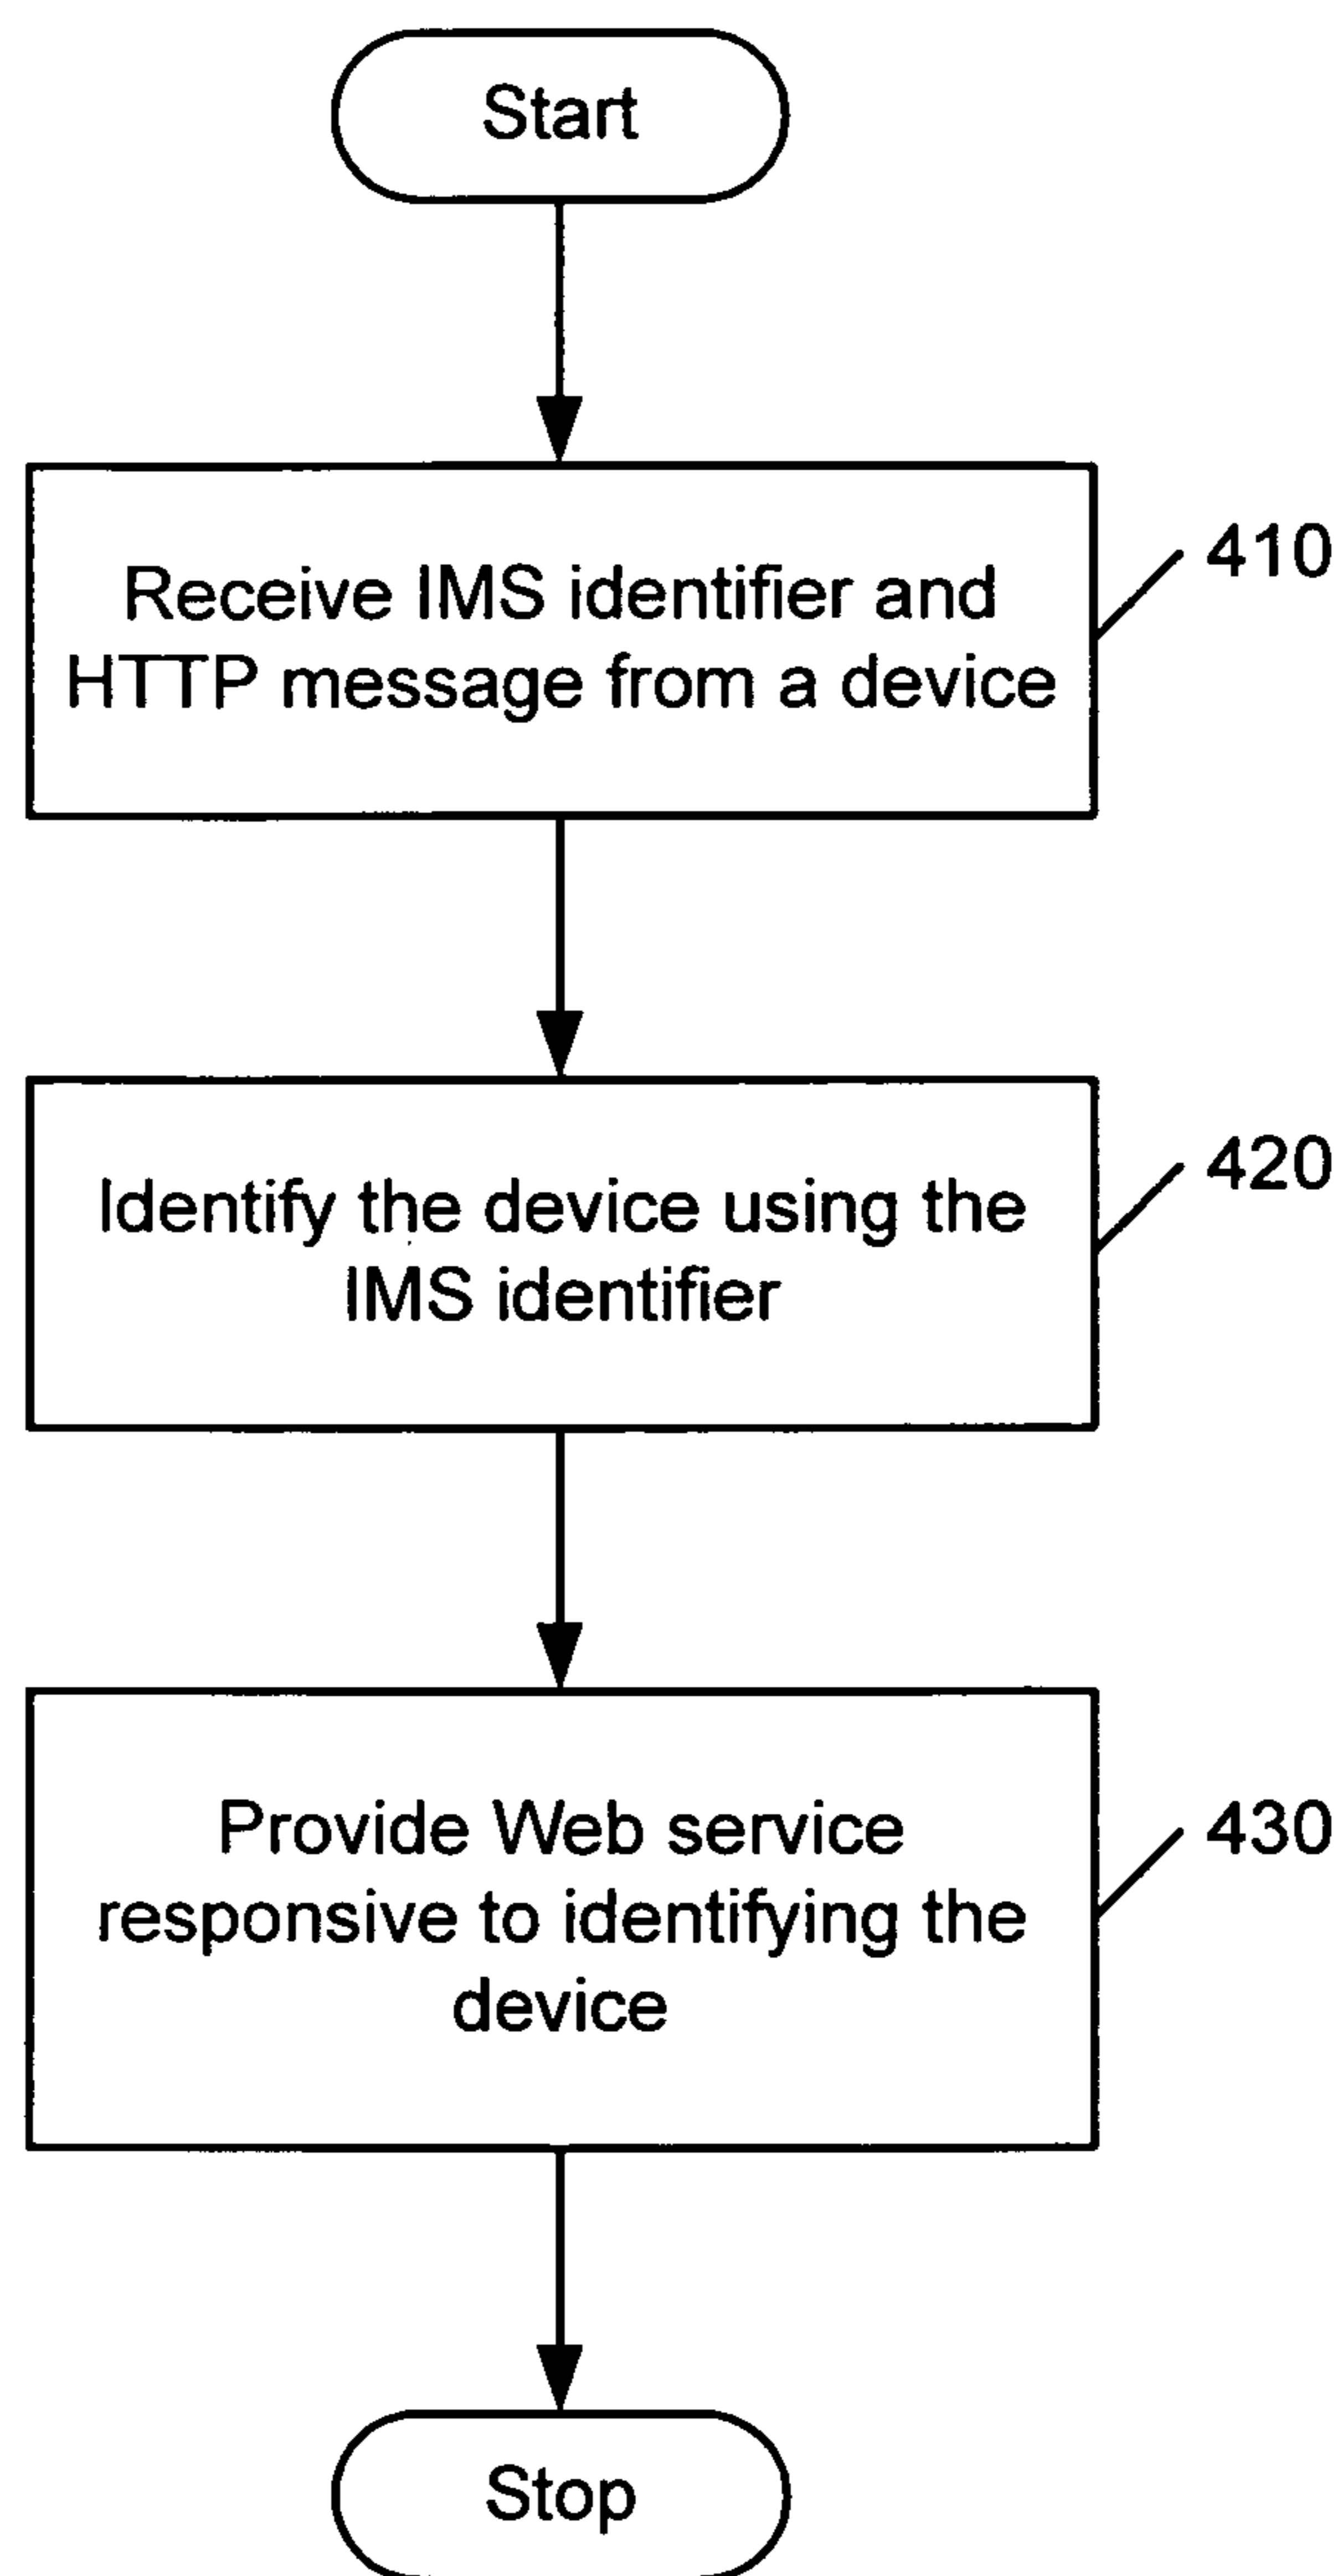 Start
Receive IMS identifier and
HTTP message from a device
410
Identify the device using the
IMS identifier
420
Provide Web service
responsive to identifying the
device
430
Stop